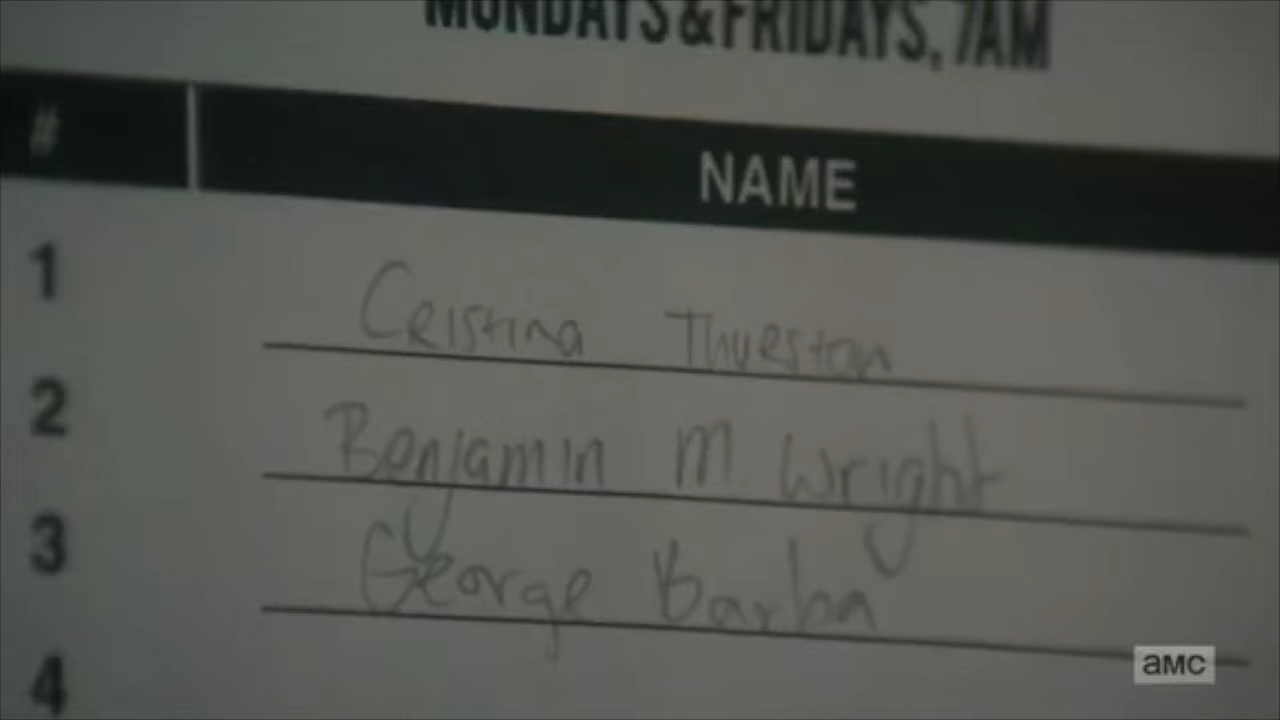 MONDAYS & FRIDAYS, 7AM
# NAME
1 Cristina Thurston
2 Benjamin M. Wright
3 George Barba
4
amc